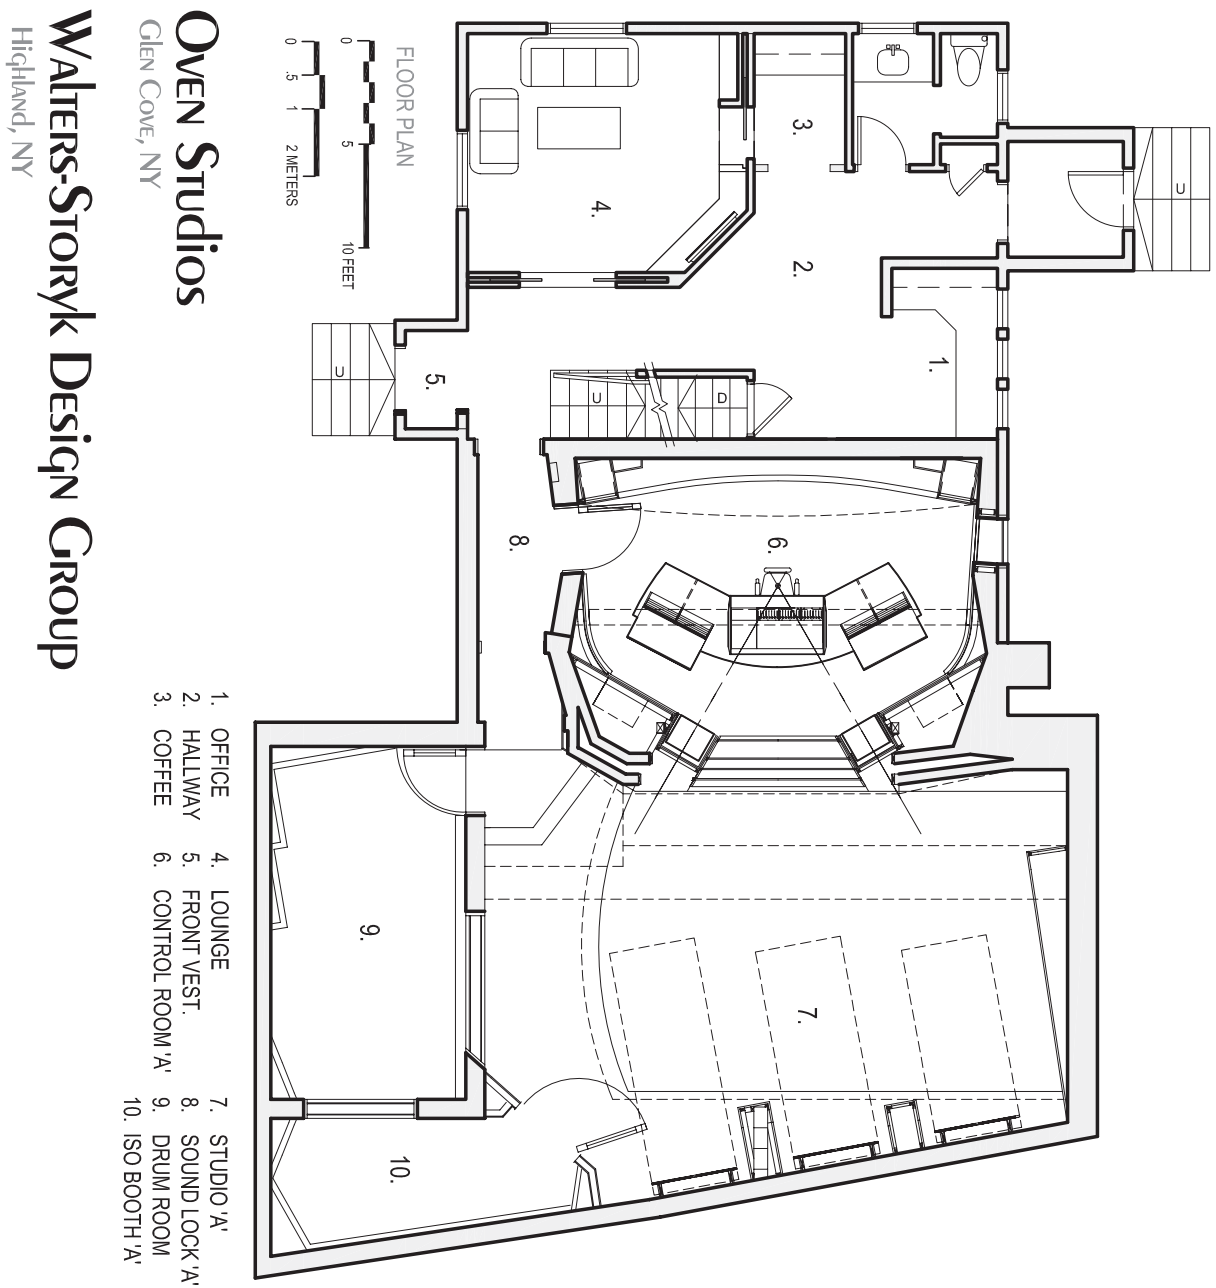 OVEN STUDIOS
GLEN COVE, NY
WALTERS-STORYK DESIGN GROUP
HIGHLAND, NY
FLOOR PLAN
0 5 10 FEET
0 .5 1 2 METERS
1. OFFICE
2. HALLWAY
3. COFFEE
4. LOUNGE
5. FRONT VEST.
6. CONTROL ROOM 'A'
7. STUDIO 'A'
8. SOUND LOCK 'A'
9. DRUM ROOM
10. ISO BOOTH 'A'
U
3.
4.
2.
1.
5.
U
U
D
8.
6.
9.
7.
10.